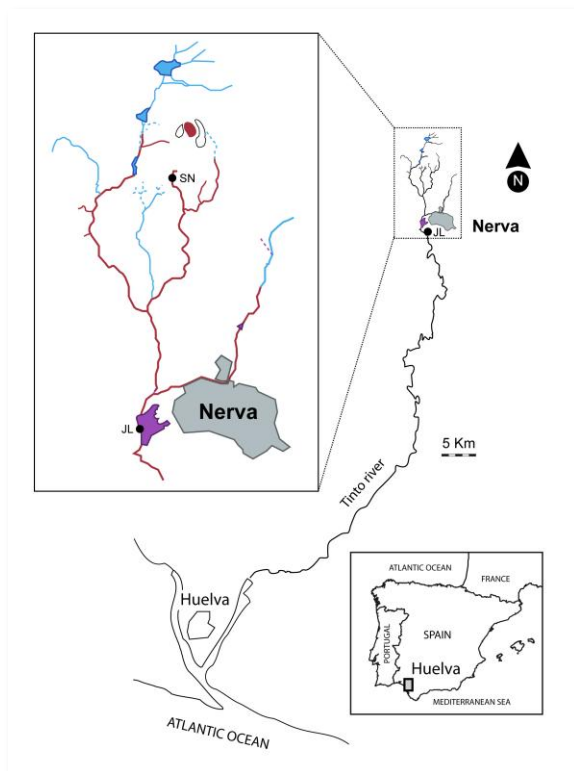 SN
Nerva
JL
N
JL
Nerva
5 Km
Tinto river
Huelva
ATLANTIC OCEAN
ATLANTIC OCEAN
FRANCE
PORTUGAL
SPAIN
Huelva
MEDITERRANEAN SEA